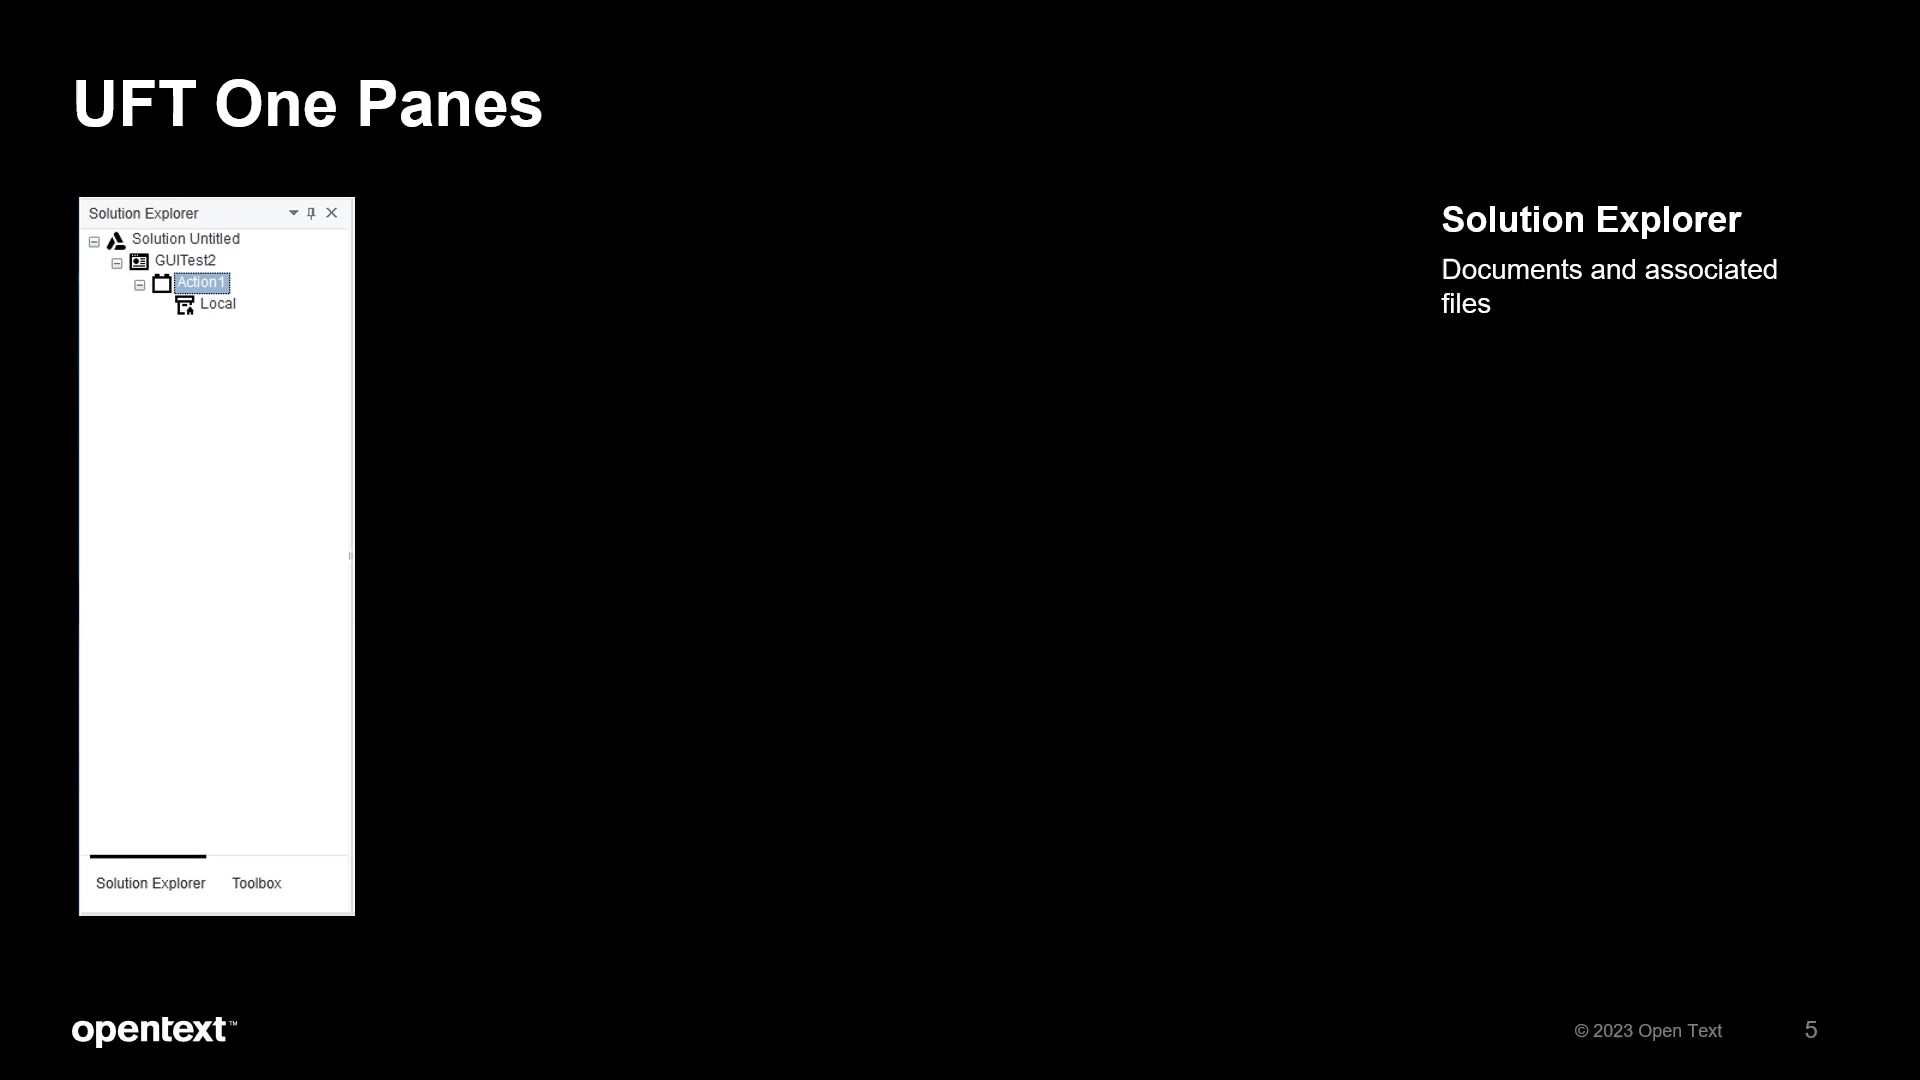 UFT One Panes
Solution Explorer
Solution Untitled
GUITest2
Action1
Local
Solution Explorer Toolbox
Solution Explorer
Documents and associated
files
opentext™
© 2023 Open Text 5